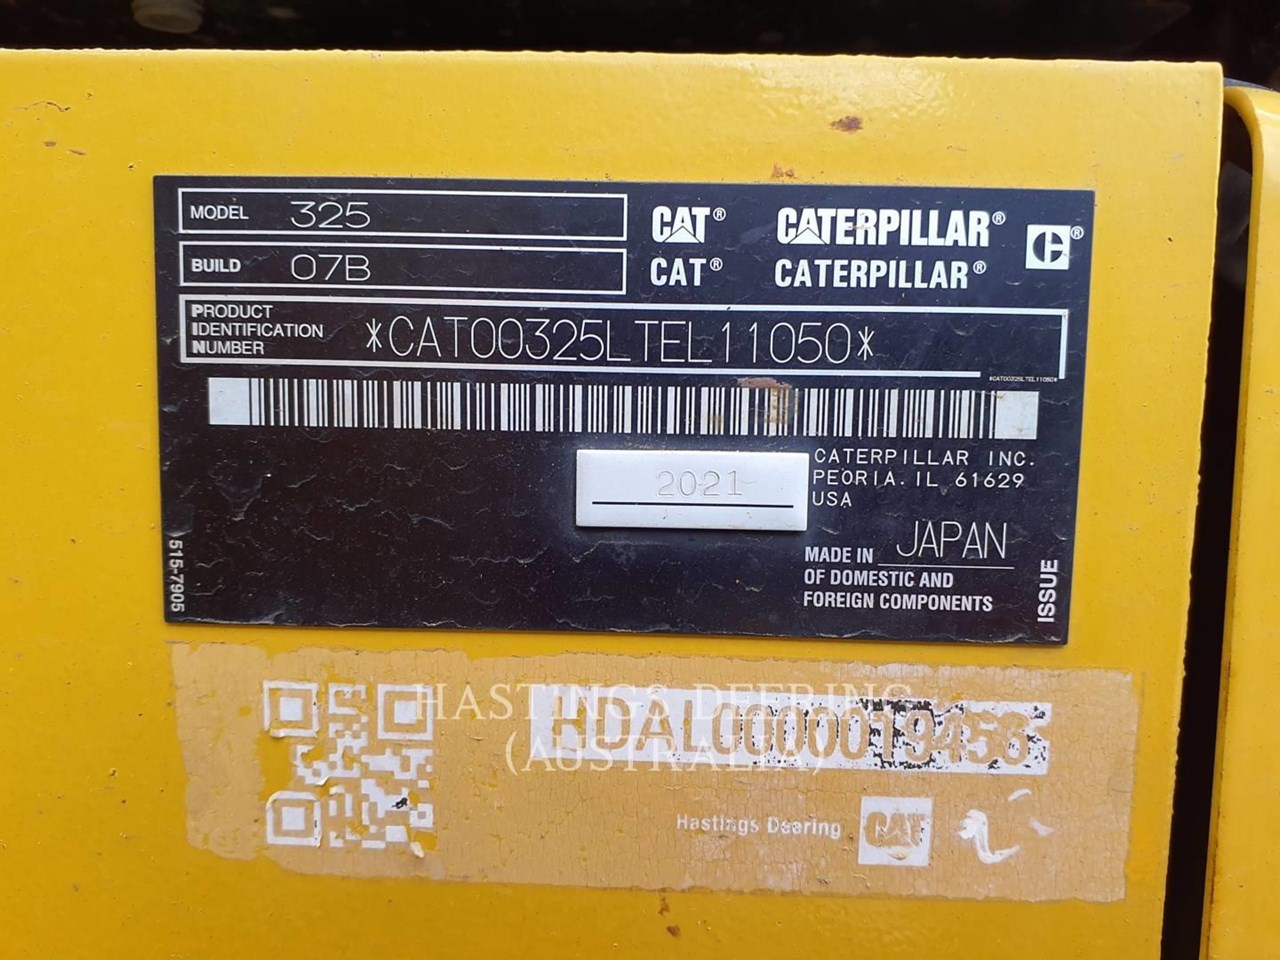 MODEL 325
BUILD 07B
CAT® CATERPILLAR®
CAT® CATERPILLAR®
C®
PRODUCT
IDENTIFICATION
NUMBER
*CAT00325LTEL11050*
*CAT00325LTEL11050*
2021
CATERPILLAR INC.
PEORIA. IL 61629
USA
MADE IN JAPAN
OF DOMESTIC AND
FOREIGN COMPONENTS
515-7905
ISSUE
HASTINGS DEERING
(AUSTRALIA)
Hastings Deering CAT